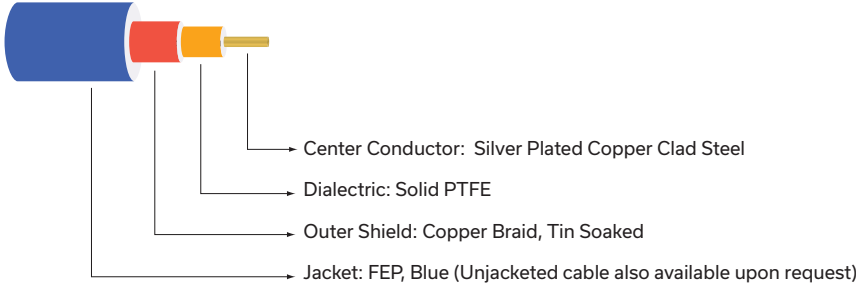 Center Conductor: Silver Plated Copper Clad Steel
Dialectric: Solid PTFE
Outer Shield: Copper Braid, Tin Soaked
Jacket: FEP, Blue (Unjacketed cable also available upon request)